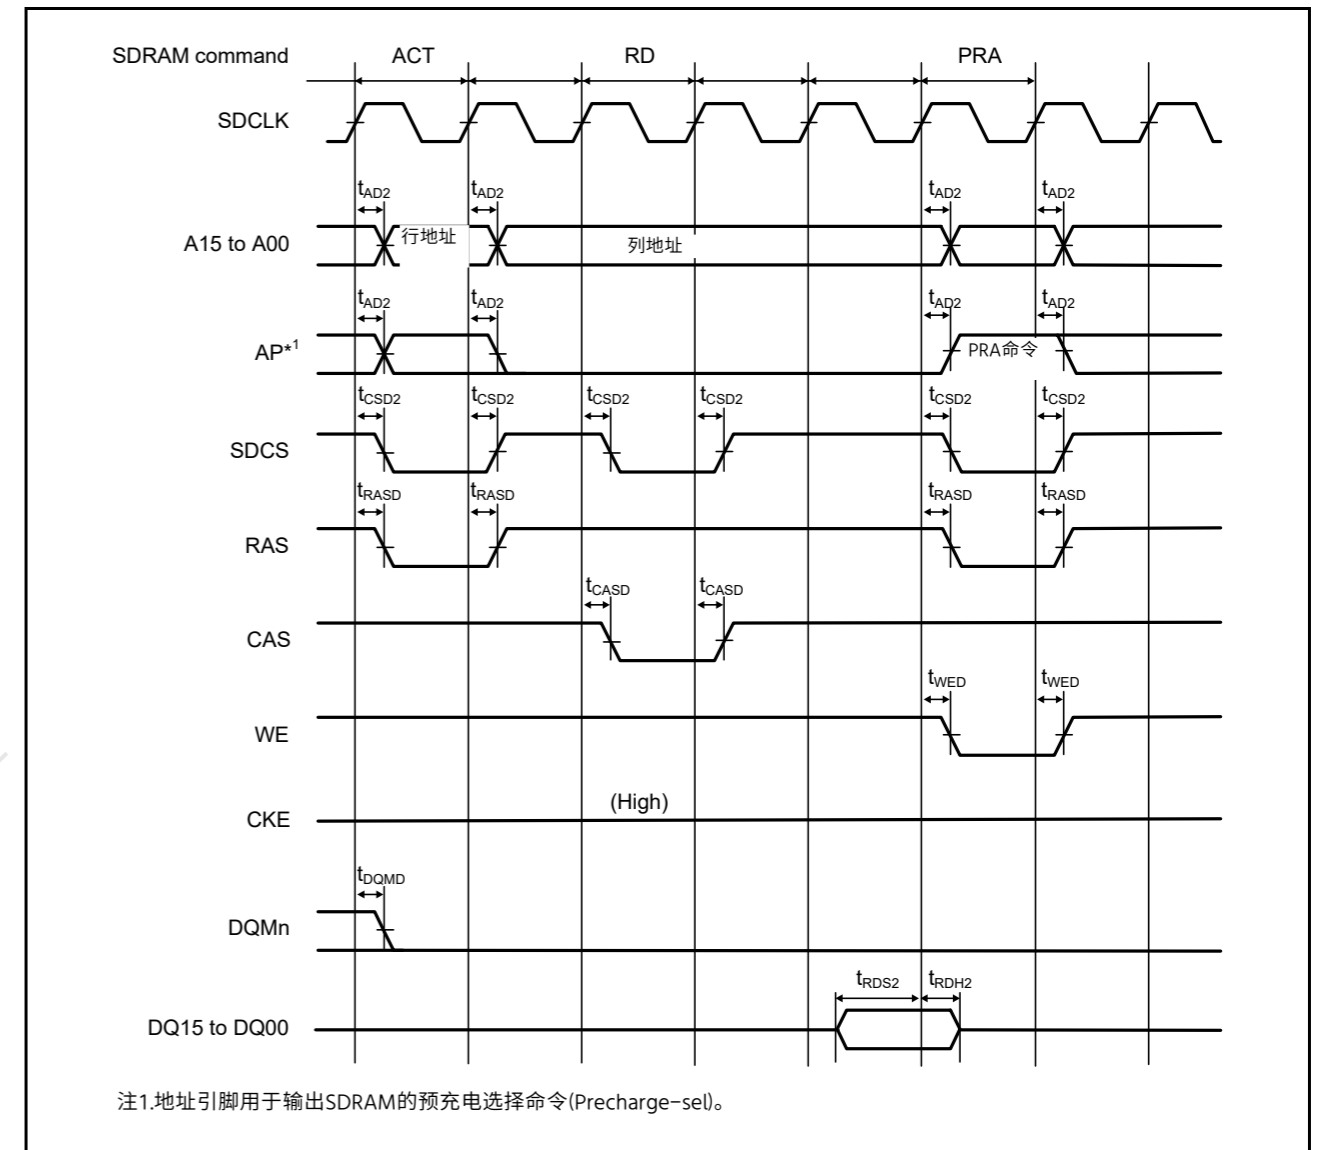 SDRAM command ACT RD PRA
SDCLK
tAD2 tAD2 tAD2 tAD2
A15 to A00 行地址 列地址
tAD2 tAD2 tAD2 tAD2
AP*1 PRA命令
tCSD2 tCSD2 tCSD2 tCSD2 tCSD2 tCSD2
SDCS
tRASD tRASD tRASD tRASD
RAS
tCASD tCASD
CAS
tWED tWED
WE
(High)
CKE
tDQMD
DQMn
tRDS2 tRDH2
DQ15 to DQ00
注1.地址引脚用于输出SDRAM的预充电选择命令(Precharge-sel)。